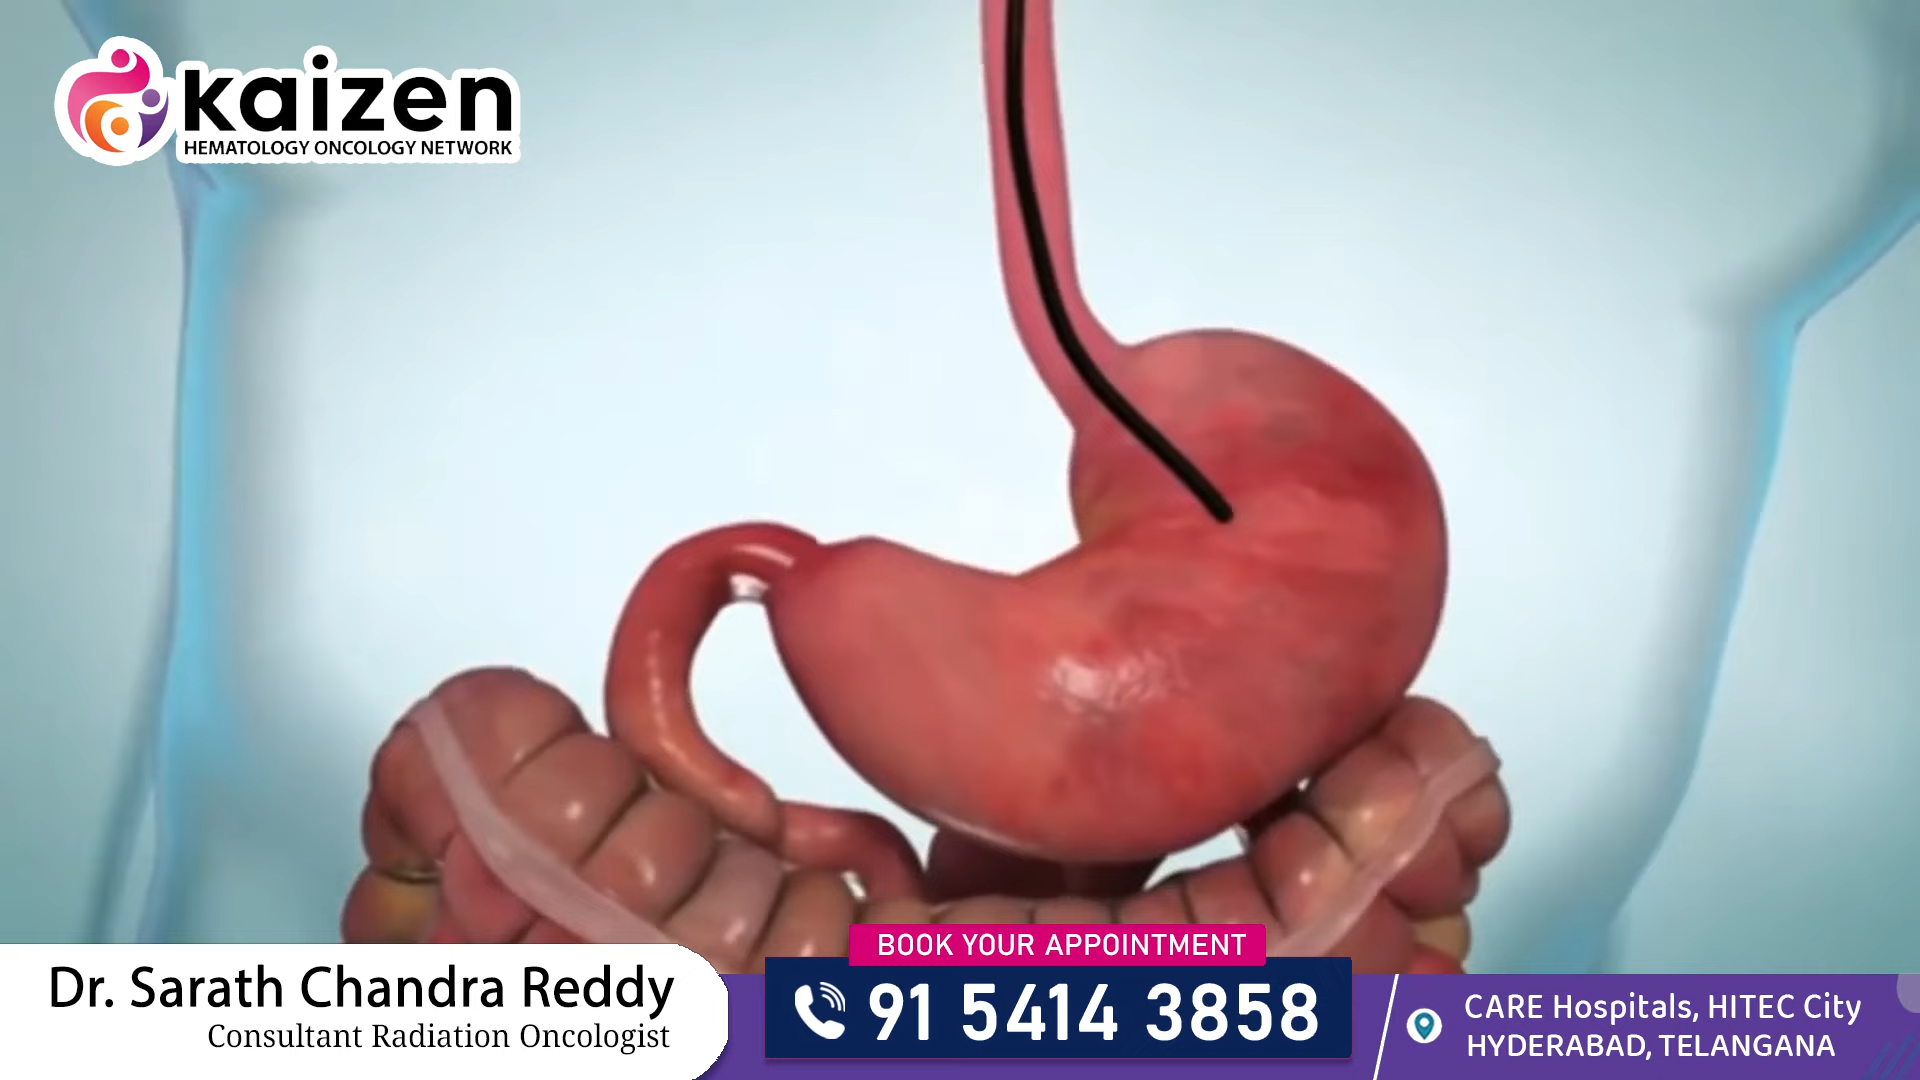 kaizen
HEMATOLOGY ONCOLOGY NETWORK
BOOK YOUR APPOINTMENT
Dr. Sarath Chandra Reddy
Consultant Radiation Oncologist
91 5414 3858
CARE Hospitals, HITEC City
HYDERABAD, TELANGANA